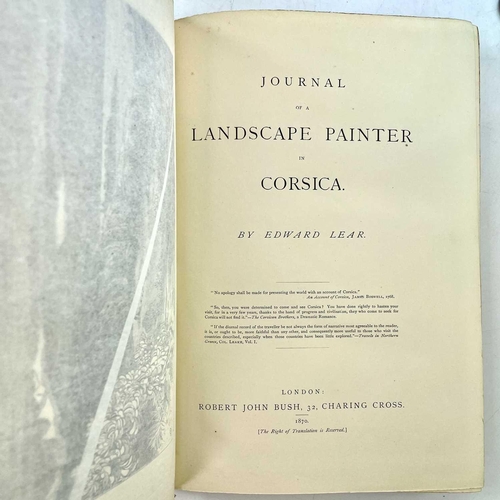 JOURNAL
OF A
LANDSCAPE PAINTER
IN
CORSICA.
BY EDWARD LEAR.
"No apology shall be made for presenting the world with an account of Corsica."
An Account of Corsica, JAMES BOSWELL, 1768.
"So, then, you were determined to come and see Corsica? You have done rightly to hasten your
visit, for in a very few years, thanks to the hand of progress and civilisation, they who come to seek for
Corsica will not find it."—The Corsican Brothers, a DRAMATIC ROMANCE.
"If the diurnal record of the traveller be not always the form of narrative most agreeable to the reader,
it is, or ought to be, more faithful than any other, and consequently more useful to those who visit the
countries described, especially when those countries have been little explored."—Travels in Northern
Greece, COL. LEAKE, Vol. I.
LONDON:
ROBERT JOHN BUSH, 32, CHARING CROSS.
1870.
[The Right of Translation is Reserved.]